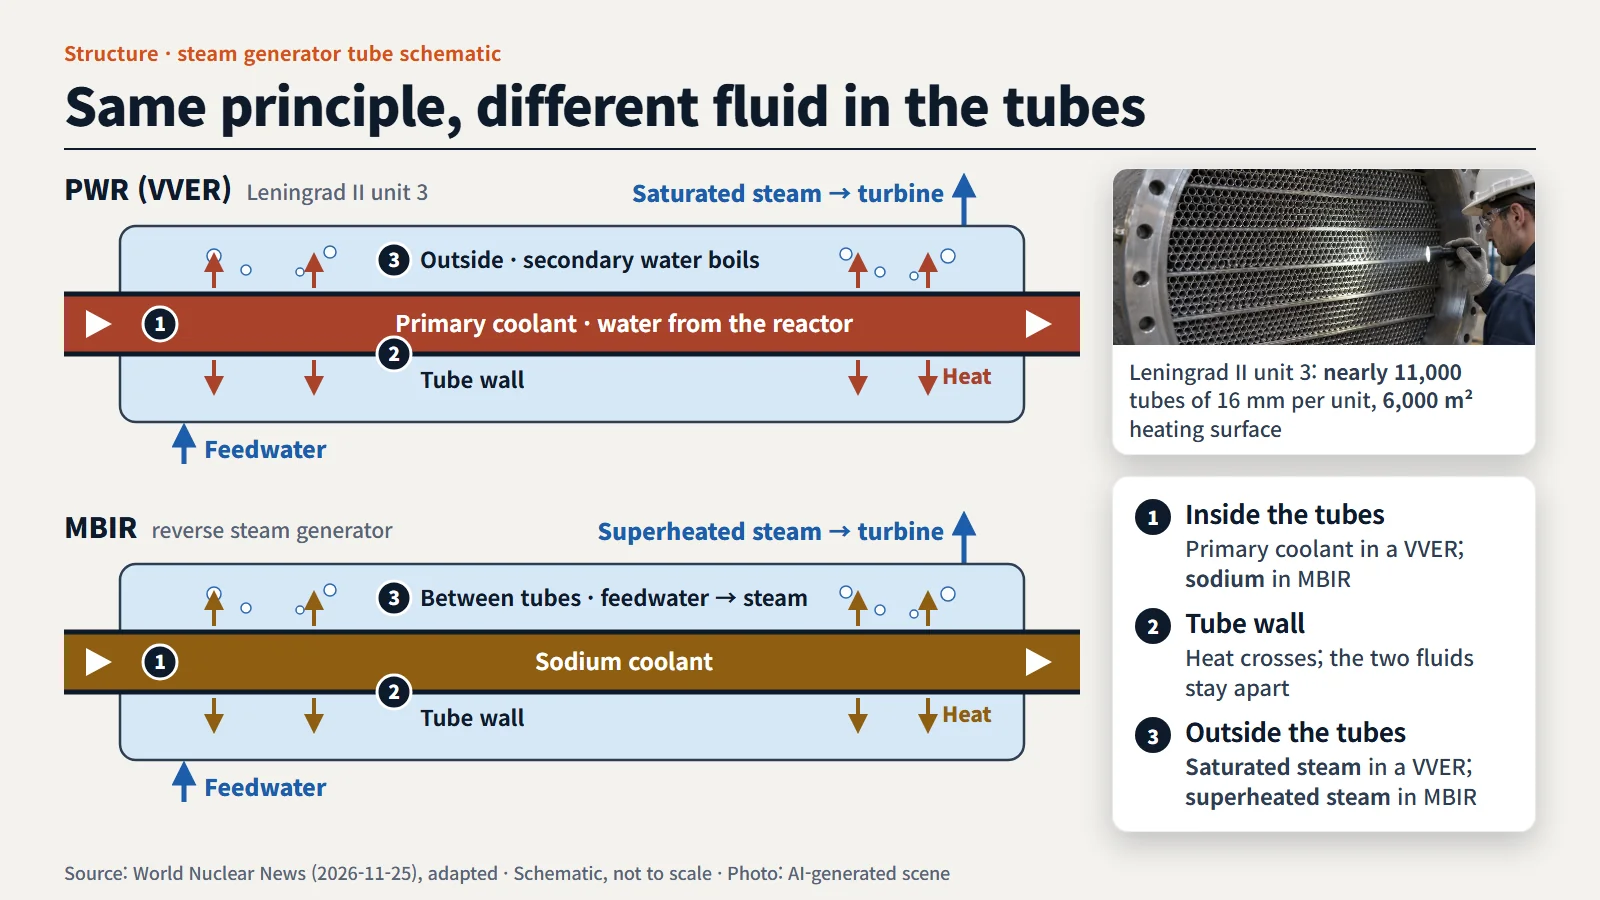 Structure · steam generator tube schematic
Same principle, different fluid in the tubes
PWR (VVER) Leningrad II unit 3
Saturated steam → turbine
3 Outside · secondary water boils
1 Primary coolant · water from the reactor
2
Tube wall
Heat
Feedwater
MBIR reverse steam generator
Superheated steam → turbine
3 Between tubes · feedwater → steam
1 Sodium coolant
2
Tube wall
Heat
Feedwater
Leningrad II unit 3: nearly 11,000
tubes of 16 mm per unit, 6,000 m²
heating surface
1 Inside the tubes
Primary coolant in a VVER;
sodium in MBIR
2 Tube wall
Heat crosses; the two fluids
stay apart
3 Outside the tubes
Saturated steam in a VVER;
superheated steam in MBIR
Source: World Nuclear News (2026-11-25), adapted · Schematic, not to scale · Photo: AI-generated scene